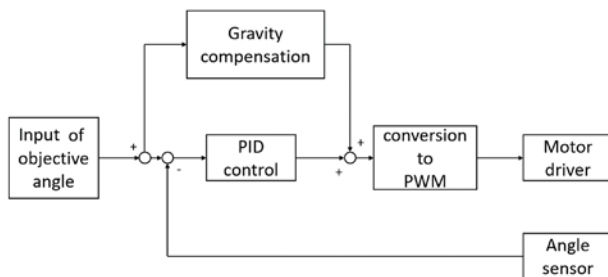 Gravity
compensation
Input of
objective
angle
+
-
PID
control
+
+
conversion
to
PWM
Motor
driver
Angle
sensor